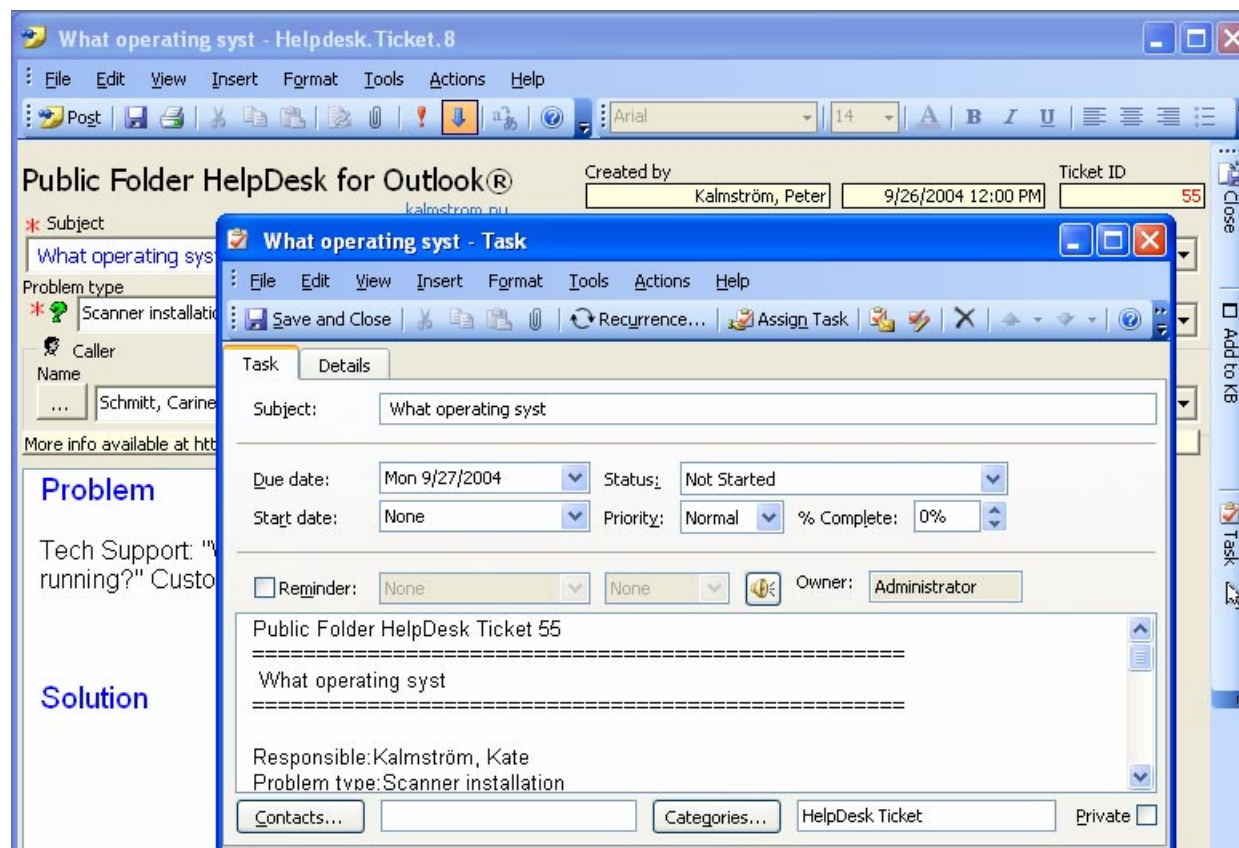 What operating syst - Helpdesk.Ticket.8
File Edit View Insert Format Tools Actions Help
Post Arial 14 A B I U
Public Folder HelpDesk for Outlook®
kalmstrom.nu
Created by
Kalmström, Peter 9/26/2004 12:00 PM
Ticket ID
55
* Subject
What operating sys
Problem type
* Scanner installatio
Caller
Name
... Schmitt, Carine
More info available at htt
Problem
Tech Support: "W
running?" Custo
Solution
Close
Add to KB
Task
What operating syst - Task
File Edit View Insert Format Tools Actions Help
Save and Close Recurrence... Assign Task
Task Details
Subject: What operating syst
Due date: Mon 9/27/2004 Status: Not Started
Start date: None Priority: Normal % Complete: 0%
Reminder: None None Owner: Administrator
Public Folder HelpDesk Ticket 55
===================================================
What operating syst
===================================================
Responsible:Kalmström, Kate
Problem type:Scanner installation
Contacts... Categories... HelpDesk Ticket Private